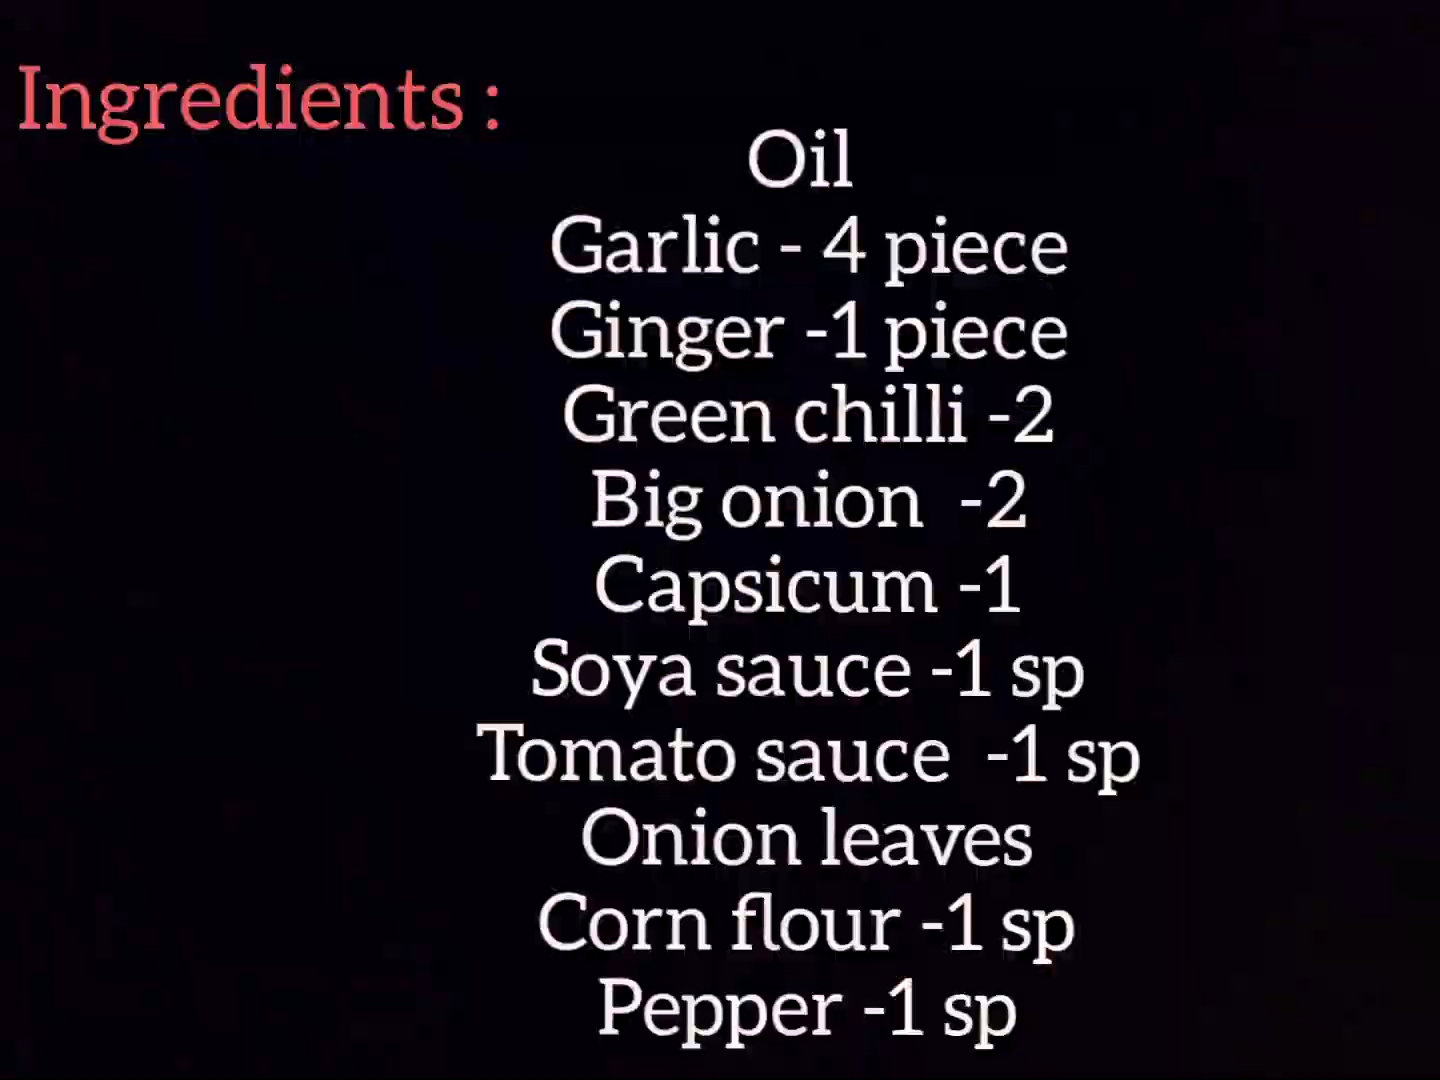 Ingredients :
Oil
Garlic - 4 piece
Ginger -1 piece
Green chilli -2
Big onion  -2
Capsicum -1
Soya sauce -1 sp
Tomato sauce  -1 sp
Onion leaves
Corn flour -1 sp
Pepper -1 sp